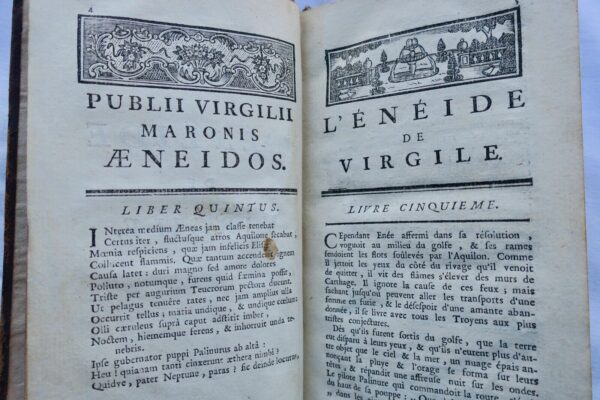 4
PUBLII VIRGILII
MARONIS
ÆNEIDOS.
LIBER QUINTUS.
INterea medium Æneas jam claſſe tenebat
Certus iter, fluctuſque atros Aquilone ſecabat,
Mœnia reſpiciens, quæ jam infelicis Eliſ
Collucent flammis. Quæ tantum accenderit ignem
Cauſa latet : duri magno ſed amore dolores
Polluto, notumque, furens quid fœmina poſſe,
Triſte per augurium Teucrorum pectora ducunt.
Ut pelagus tenuêre rates, nec jam amplius ulla
Occurrit tellus ; maria undique, & undique cœlum
Olli cæruleus ſuprà caput adſtitit imber,
Noctem, hiememque ferens, & inhorruit unda te-
nebris.
Ipſe gubernator puppi Palinurus ab altâ :
Heu ! quianam tanti cinxerunt æthera nimbi ?
Quidve, pater Neptune, paras ? ſic deinde locutus,
L'ÉNÉIDE
DE
VIRGILE.
LIVRE CINQUIEME.
CEpendant Enée affermi dans ſa réſolution,
voguoit au milieu du golfe, & ſes rames
fendoient les flots ſoulevés par l'Aquilon. Comme
il jettoit les yeux du côté du rivage qu'il venoit
de quitter, il vit des flâmes s'élever des murs de
Carthage. Il ignore la cauſe de ces feux ; mais
ſachant juſqu'où peuvent aller les tranſports d'une
femme en furie, & le déſeſpoir d'une amante aban-
donnée, il ſe livre avec tous les Troyens aux plus
triſtes conjectures.
Dès qu'ils furent ſortis du golfe, que la terre
eut diſparu à leurs yeux, & qu'ils n'eurent plus d'au-
tre objet que le ciel & la mer, un nuage épais an-
nonçant la pluye & l'orage ſe forma ſur leurs
têtes, & répandit une affreuſe nuit ſur les ondes.
Le pilote Palinure qui commandoit la route,
du haut de ſa pouppe : „ Que